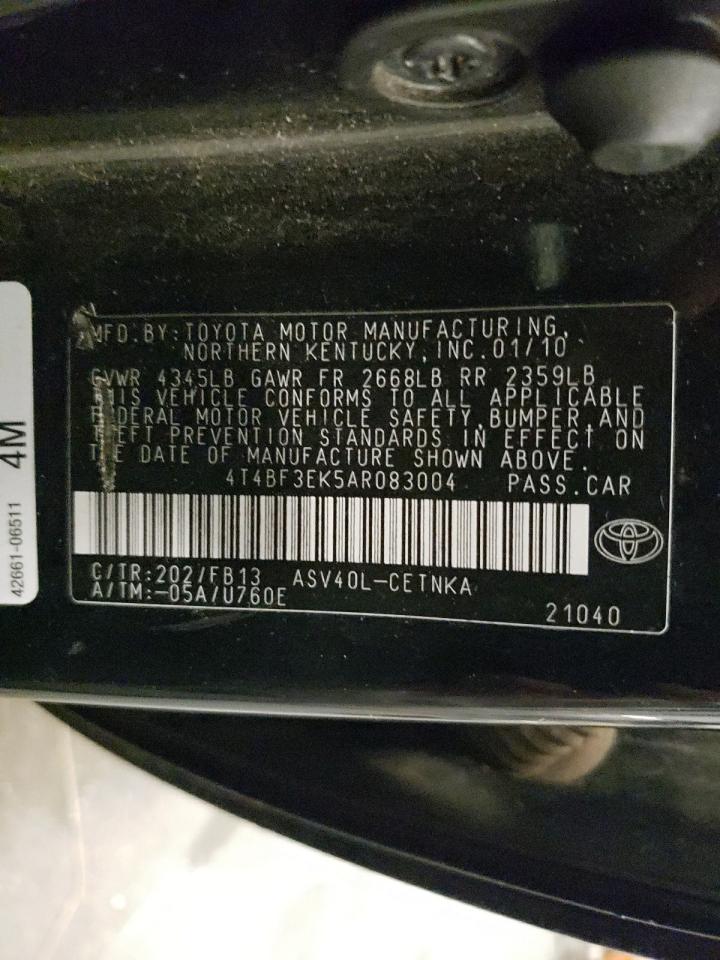 MFD.BY:TOYOTA MOTOR MANUFACTURING,
NORTHERN KENTUCKY,INC.01/10
GVWR 4345LB GAWR FR 2668LB RR 2359LB
THIS VEHICLE CONFORMS TO ALL APPLICABLE
FEDERAL MOTOR VEHICLE SAFETY,BUMPER,AND
THEFT PREVENTION STANDARDS IN EFFECT ON
THE DATE OF MANUFACTURE SHOWN ABOVE.
4T4BF3EK5AR083004 PASS.CAR
C/TR:202/FB13 ASV40L-CETNKA
A/TM:-05A/U760E
21040
4M
42661-06511